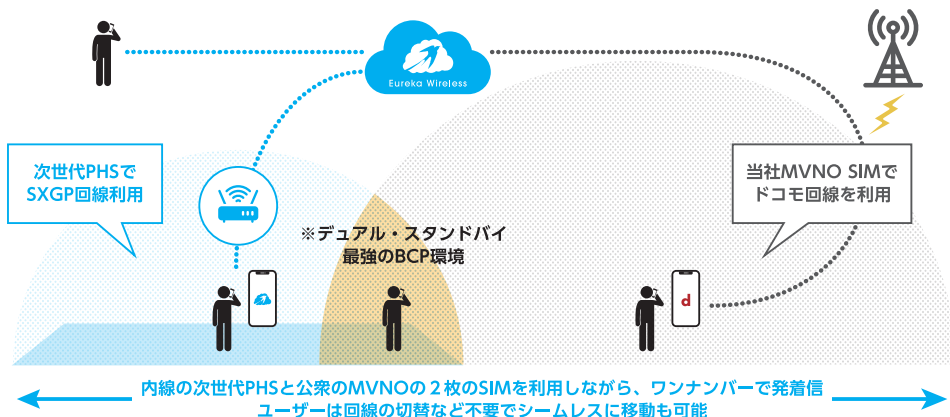 Eureka Wireless
次世代PHSで
SXGP回線利用
当社MVNO SIMで
ドコモ回線を利用
※デュアル・スタンドバイ
最強のBCP環境
d
内線の次世代PHSと公衆のMVNOの2枚のSIMを利用しながら、ワンナンバーで発着信
ユーザーは回線の切替など不要でシームレスに移動も可能